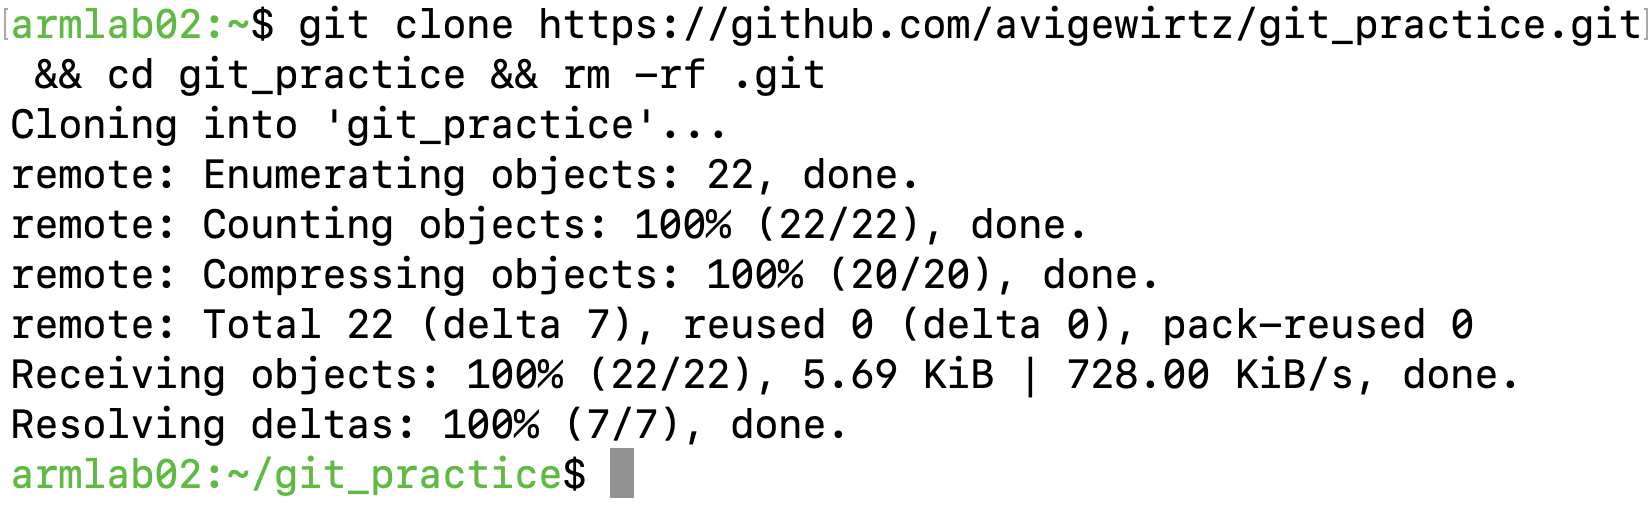 [armlab02:~$ git clone https://github.com/avigewirtz/git_practice.git]
 && cd git_practice && rm -rf .git
Cloning into 'git_practice'...
remote: Enumerating objects: 22, done.
remote: Counting objects: 100% (22/22), done.
remote: Compressing objects: 100% (20/20), done.
remote: Total 22 (delta 7), reused 0 (delta 0), pack-reused 0
Receiving objects: 100% (22/22), 5.69 KiB | 728.00 KiB/s, done.
Resolving deltas: 100% (7/7), done.
armlab02:~/git_practice$